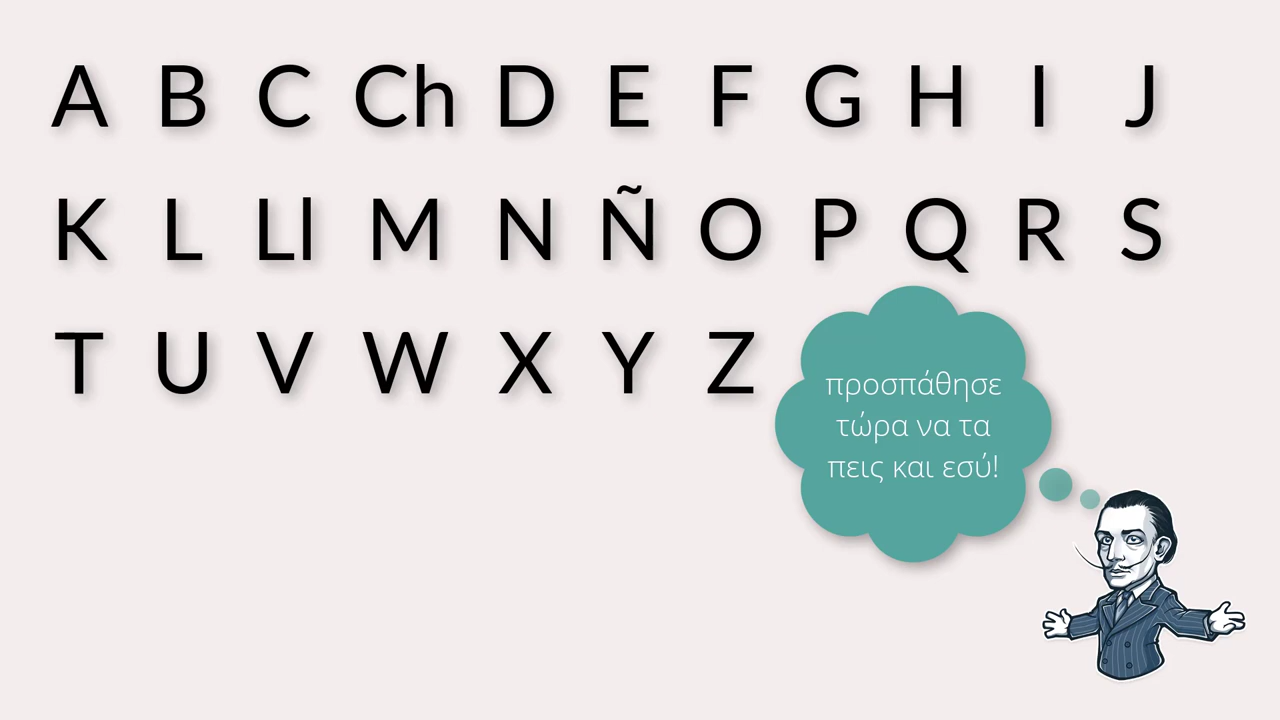 A B C Ch D E F G H I J
K L Ll M N Ñ O P Q R S
T U V W X Y Z
προσπάθησε
τώρα να τα
πεις και εσύ!